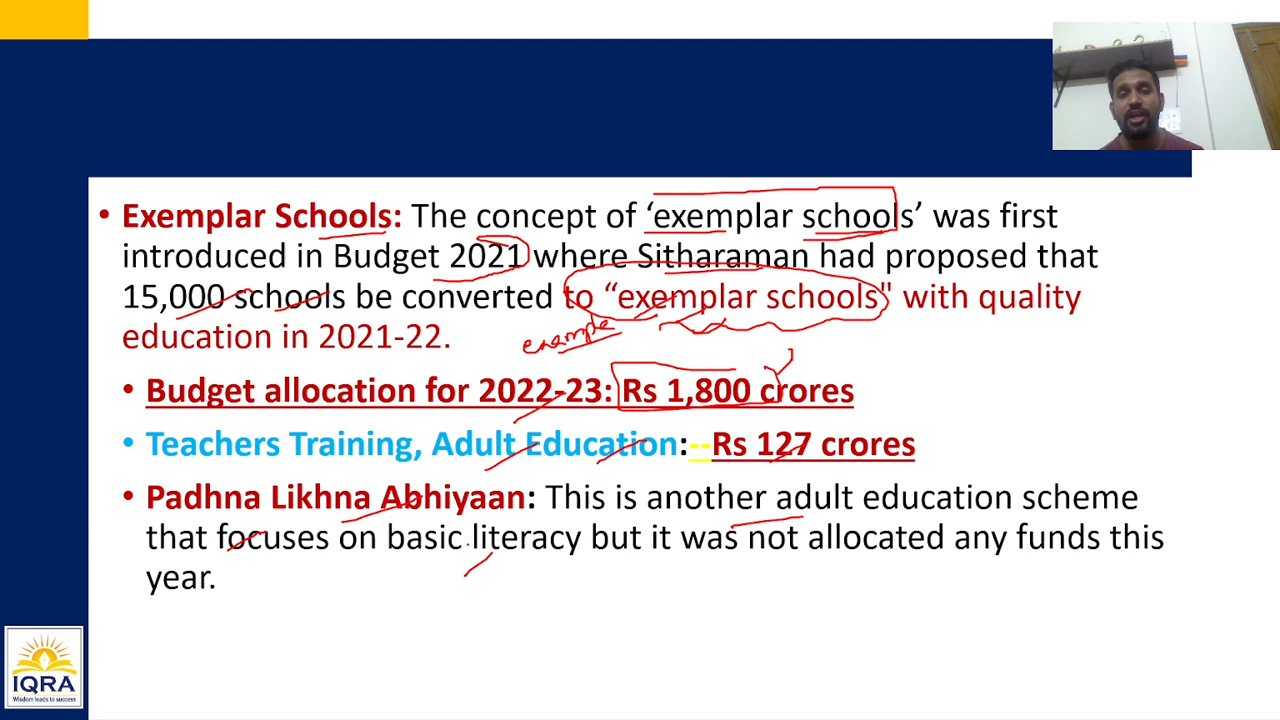 • Exemplar Schools: The concept of ‘exemplar schools’ was first
introduced in Budget 2021 where Sitharaman had proposed that
15,000 schools be converted to “exemplar schools" with quality
education in 2021-22.
example
• Budget allocation for 2022-23: Rs 1,800 crores
• Teachers Training, Adult Education:--Rs 127 crores
• Padhna Likhna Abhiyaan: This is another adult education scheme
that focuses on basic literacy but it was not allocated any funds this
year.
IQRA
Wisdom leads to success